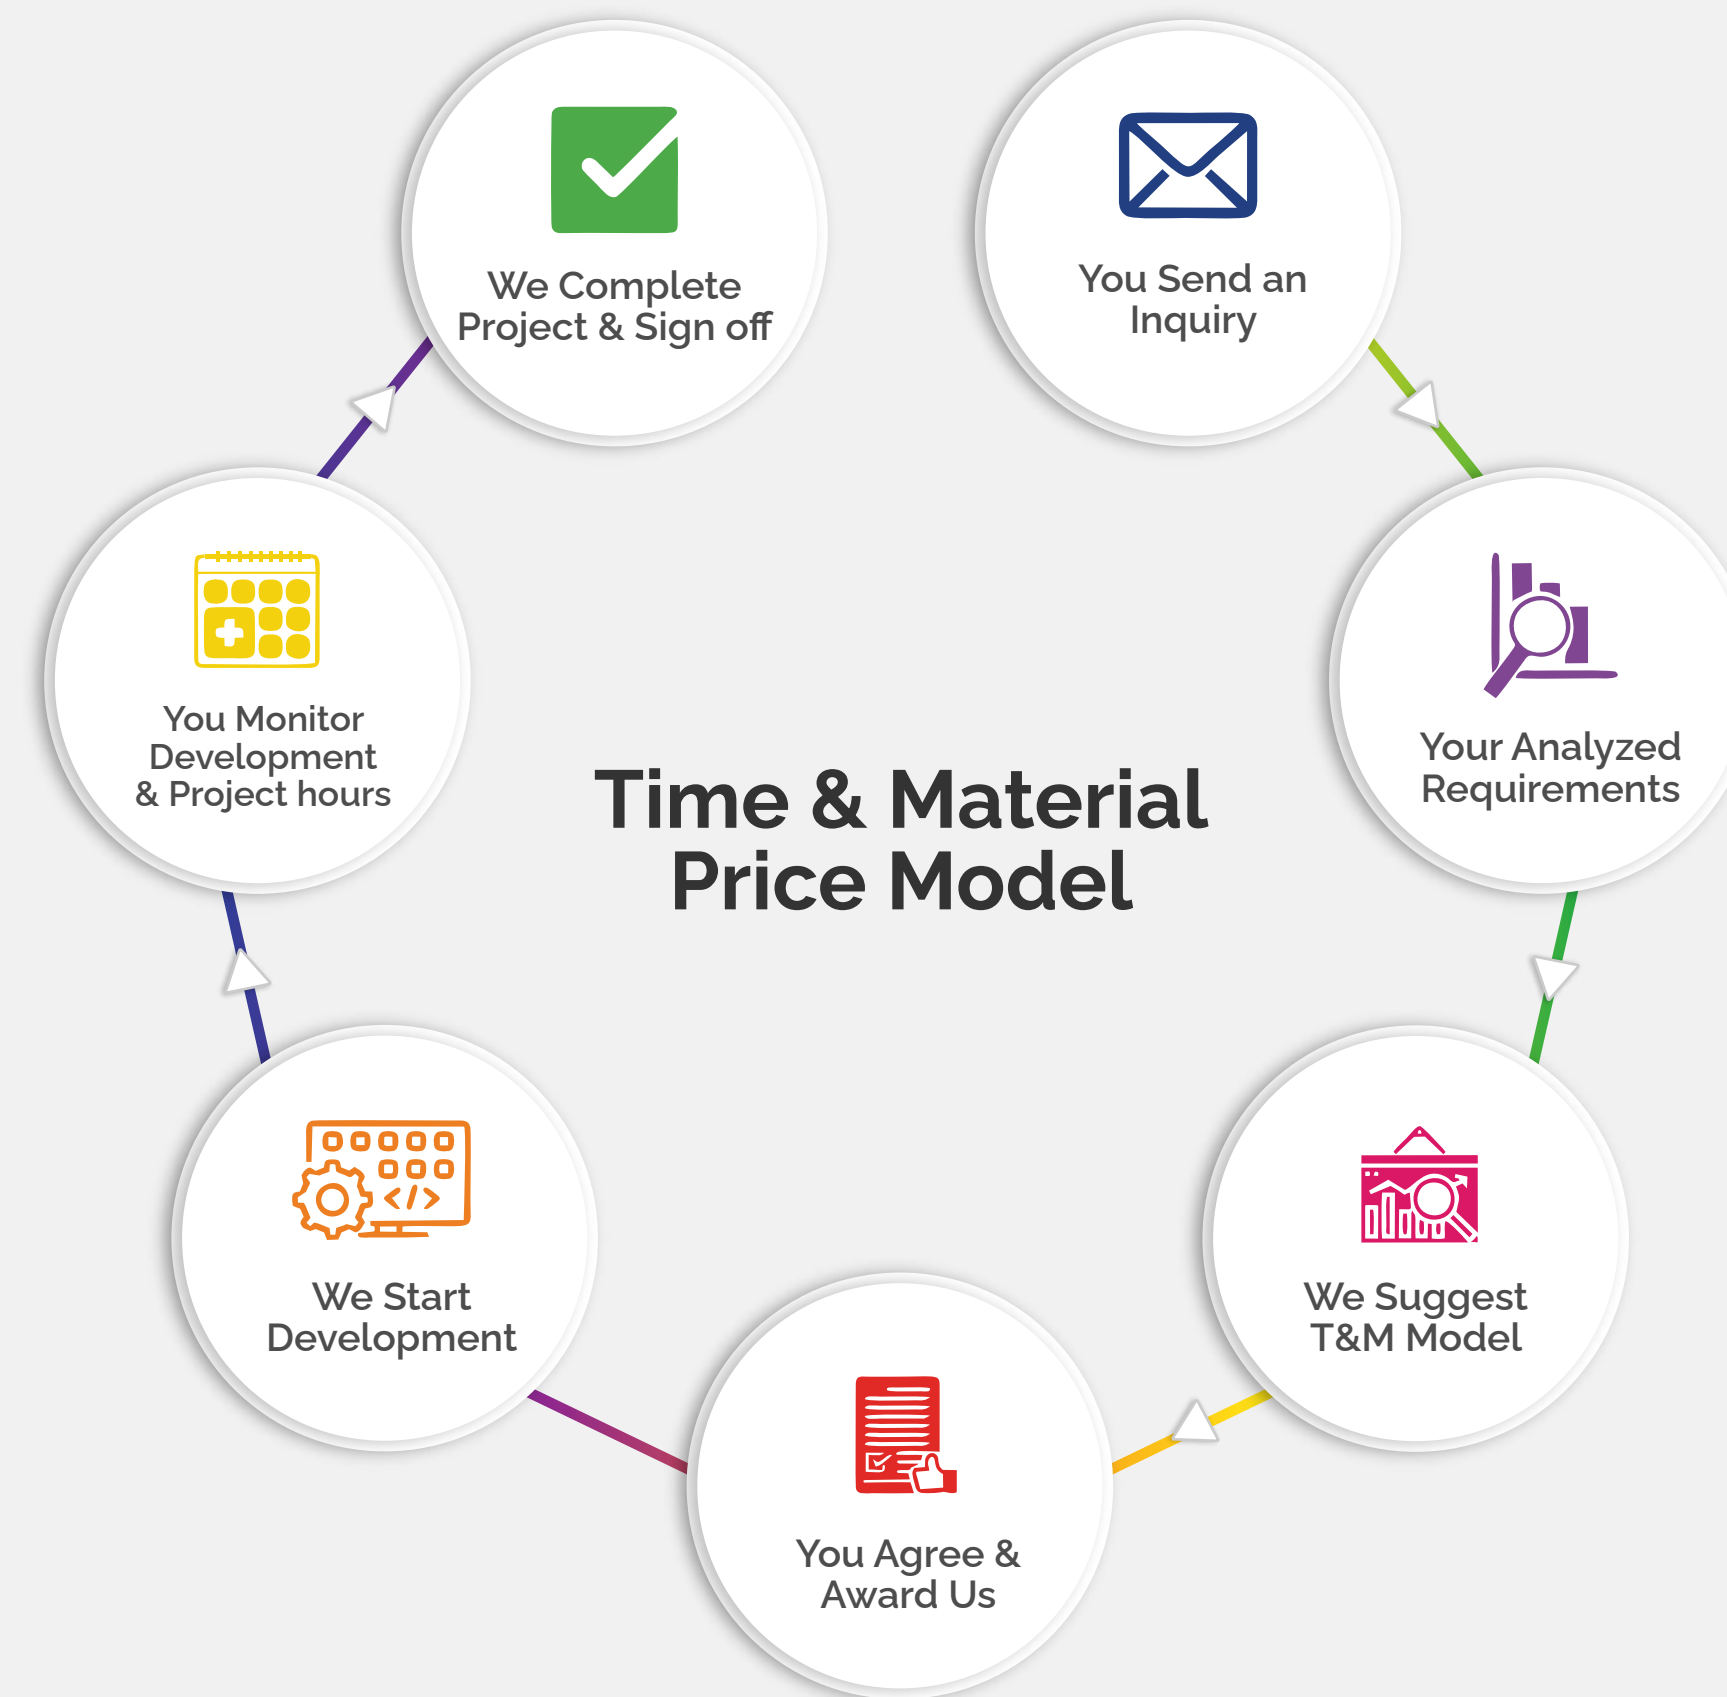 You Send an
Inquiry
Your Analyzed
Requirements
We Suggest
T&M Model
You Agree &
Award Us
We Start
Development
You Monitor
Development
& Project hours
We Complete
Project & Sign off
Time & Material
Price Model